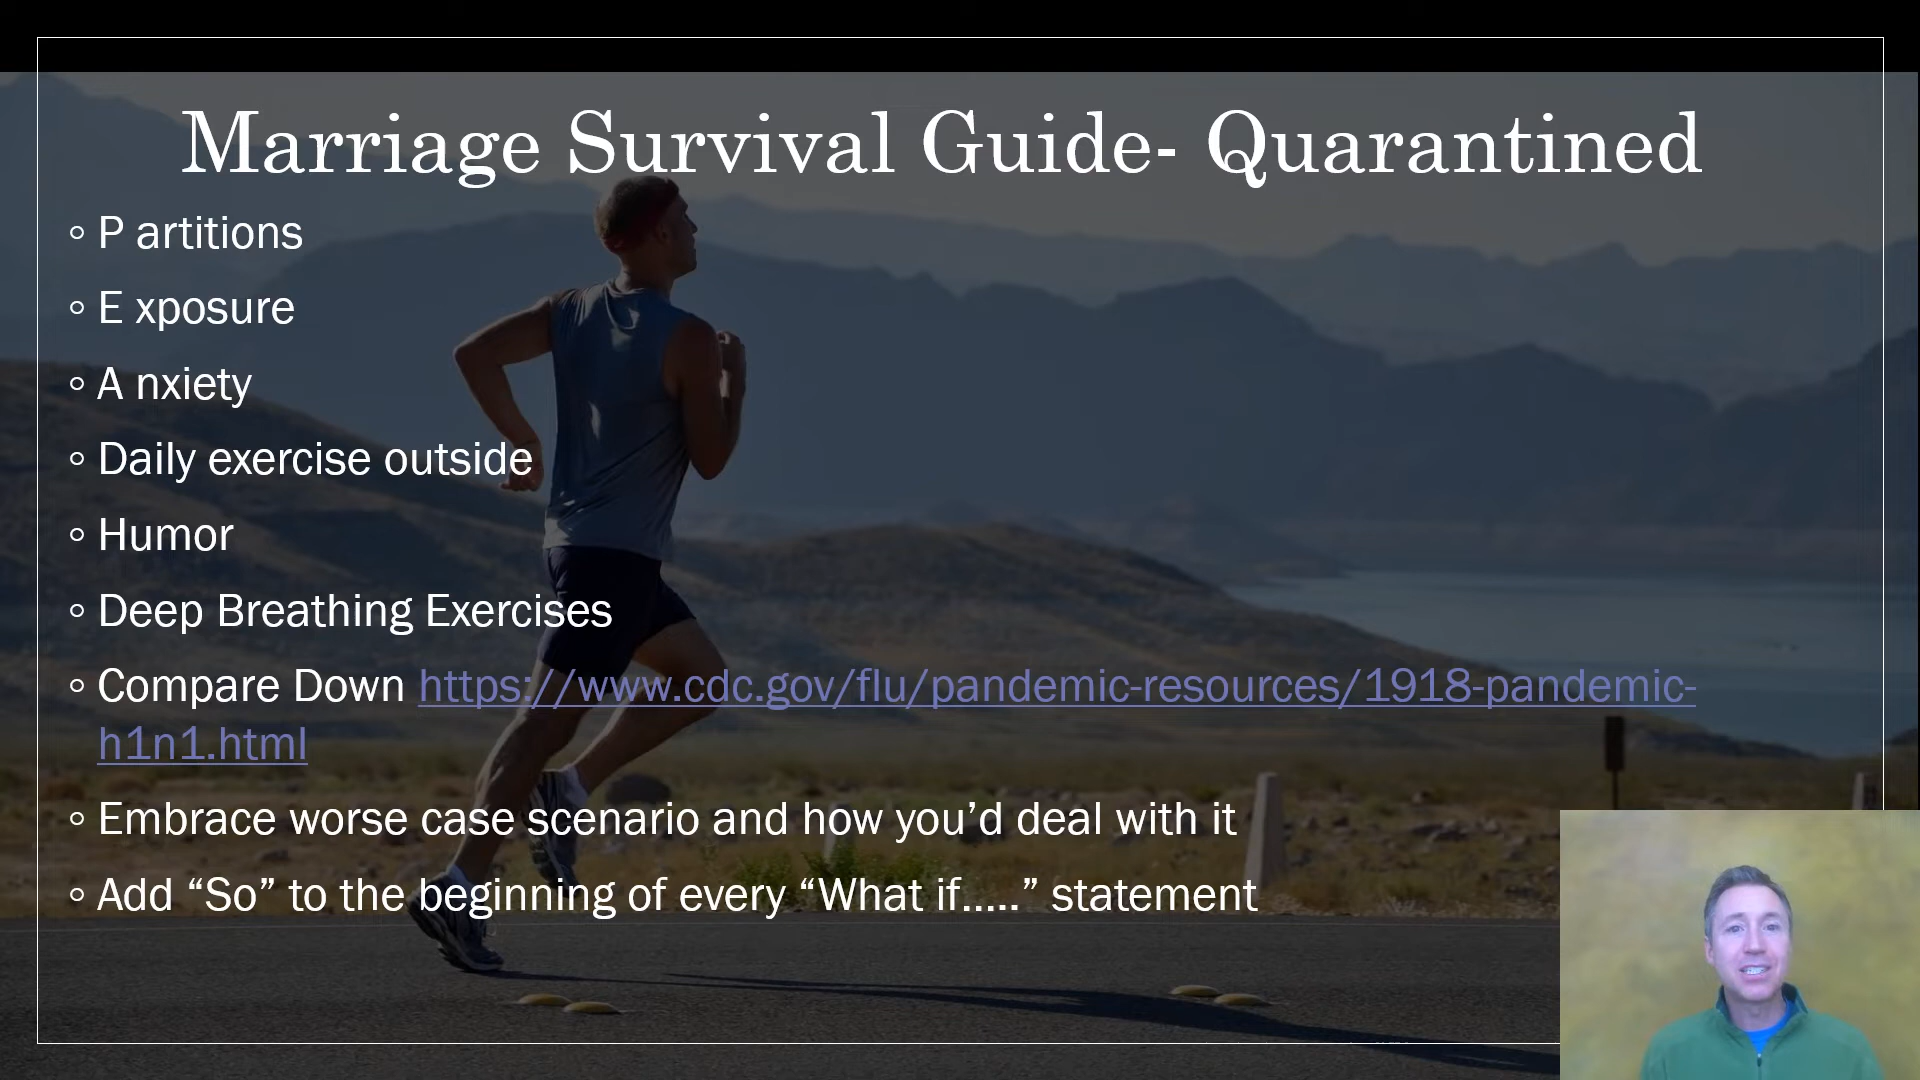 Marriage Survival Guide- Quarantined
P artitions
E xposure
A nxiety
Daily exercise outside
Humor
Deep Breathing Exercises
Compare Down https://www.cdc.gov/flu/pandemic-resources/1918-pandemic-
h1n1.html
Embrace worse case scenario and how you’d deal with it
Add “So” to the beginning of every “What if.....” statement